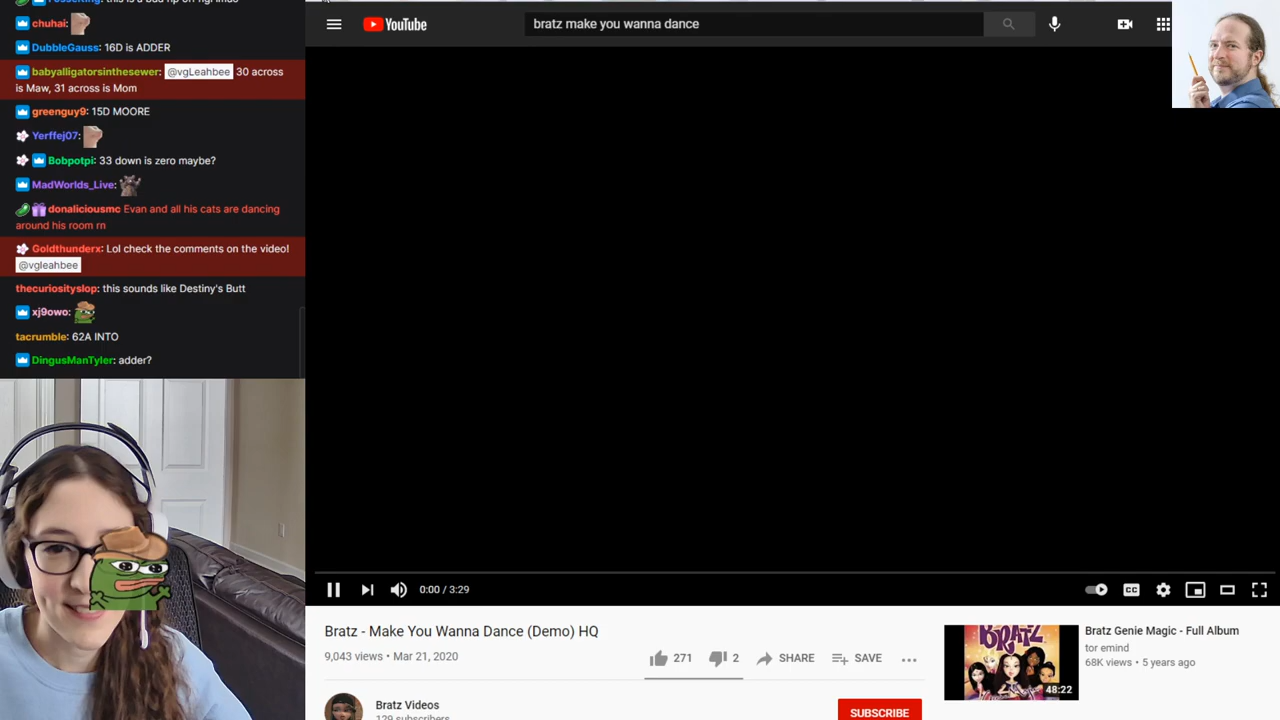 chuhai:
DubbleGauss: 16D is ADDER
babyalligatorsinthesewer: @vgLeahbee 30 across
is Maw, 31 across is Mom
greenguy9: 15D MOORE
Yerffej07:
Bobpotpi: 33 down is zero maybe?
MadWorlds_Live:
donaliciousmc Evan and all his cats are dancing
around his room rn
Goldthunderx: Lol check the comments on the video!
@vgleahbee
thecuriosityslop: this sounds like Destiny's Butt
xj9owo:
tacrumble: 62A INTO
DingusManTyler: adder?
YouTube
bratz make you wanna dance
0:00 / 3:29
CC
Bratz - Make You Wanna Dance (Demo) HQ
9,043 views • Mar 21, 2020
271
2
SHARE
SAVE
Bratz Videos
129 subscribers
SUBSCRIBE
BRATZ
48:22
Bratz Genie Magic - Full Album
tor emind
68K views • 5 years ago